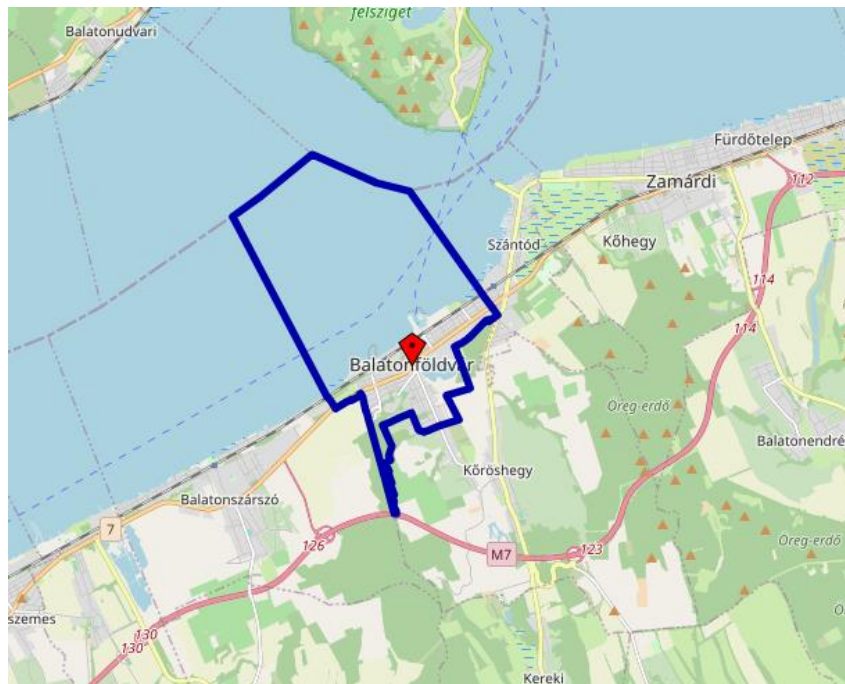 félsziget
Balatonudvari
Fürdőtelep
Zamárdi
112
Szántód
Kőhegy
114
114
Balatonföldvár
Öreg-erdő
Balatonendré
Kőröshegy
Balatonszárszó
7
126
M7
123
Öreg-erdő
szemes
130
130
Ö
Kereki